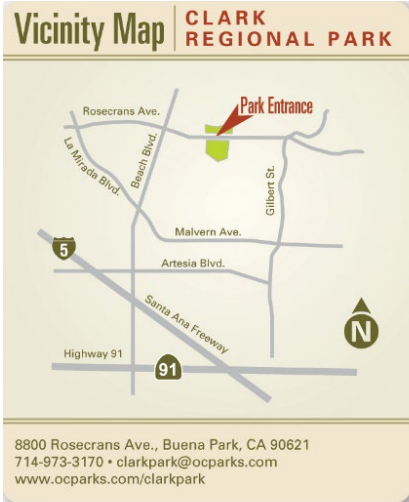 Vicinity Map
CLARK
REGIONAL PARK
Park Entrance
Rosecrans Ave.
La Mirada Blvd.
Beach Blvd.
Gilbert St.
Malvern Ave.
5
Artesia Blvd.
Santa Ana Freeway
N
Highway 91
91
8800 Rosecrans Ave., Buena Park, CA 90621
714-973-3170 • clarkpark@ocparks.com
www.ocparks.com/clarkpark